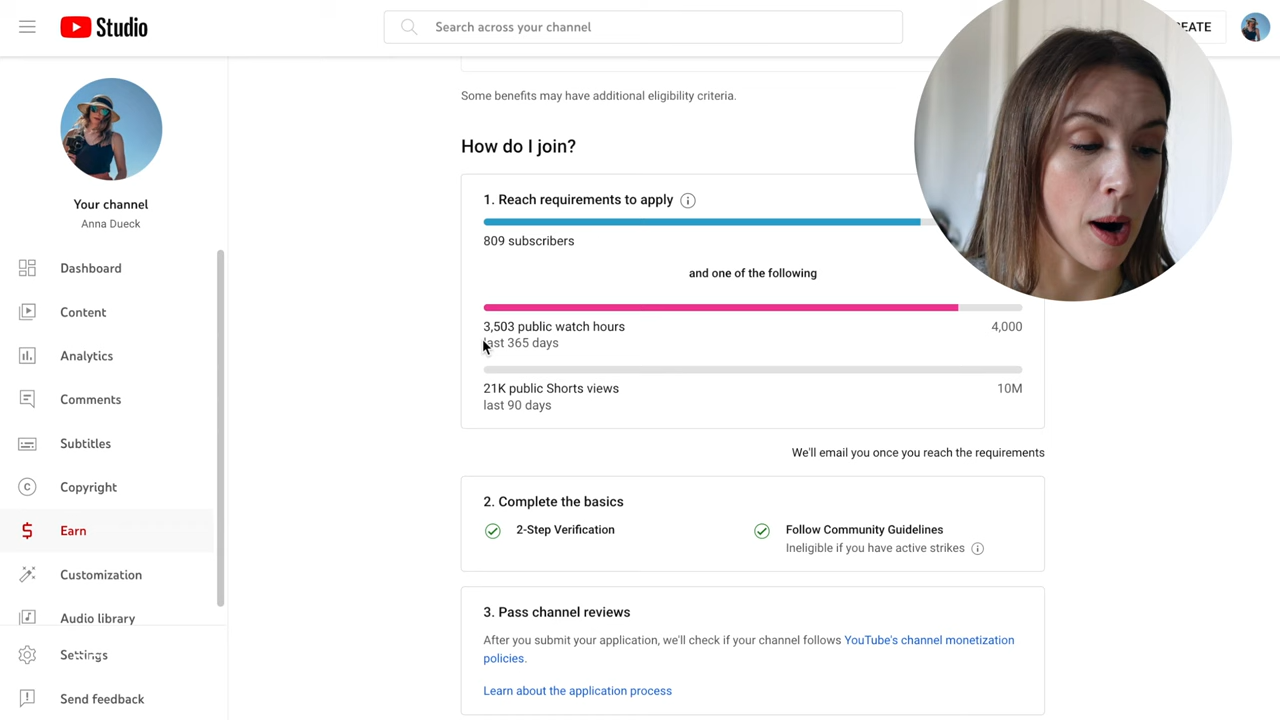 Studio
Search across your channel
EATE
Your channel
Anna Dueck
Dashboard
Content
Analytics
Comments
Subtitles
Copyright
Earn
Customization
Audio library
Settings
Send feedback
Some benefits may have additional eligibility criteria.
How do I join?
1. Reach requirements to apply
809 subscribers
and one of the following
3,503 public watch hours
4,000
last 365 days
21K public Shorts views
10M
last 90 days
We'll email you once you reach the requirements
2. Complete the basics
2-Step Verification
Follow Community Guidelines
Ineligible if you have active strikes
3. Pass channel reviews
After you submit your application, we'll check if your channel follows YouTube's channel monetization
policies.
Learn about the application process